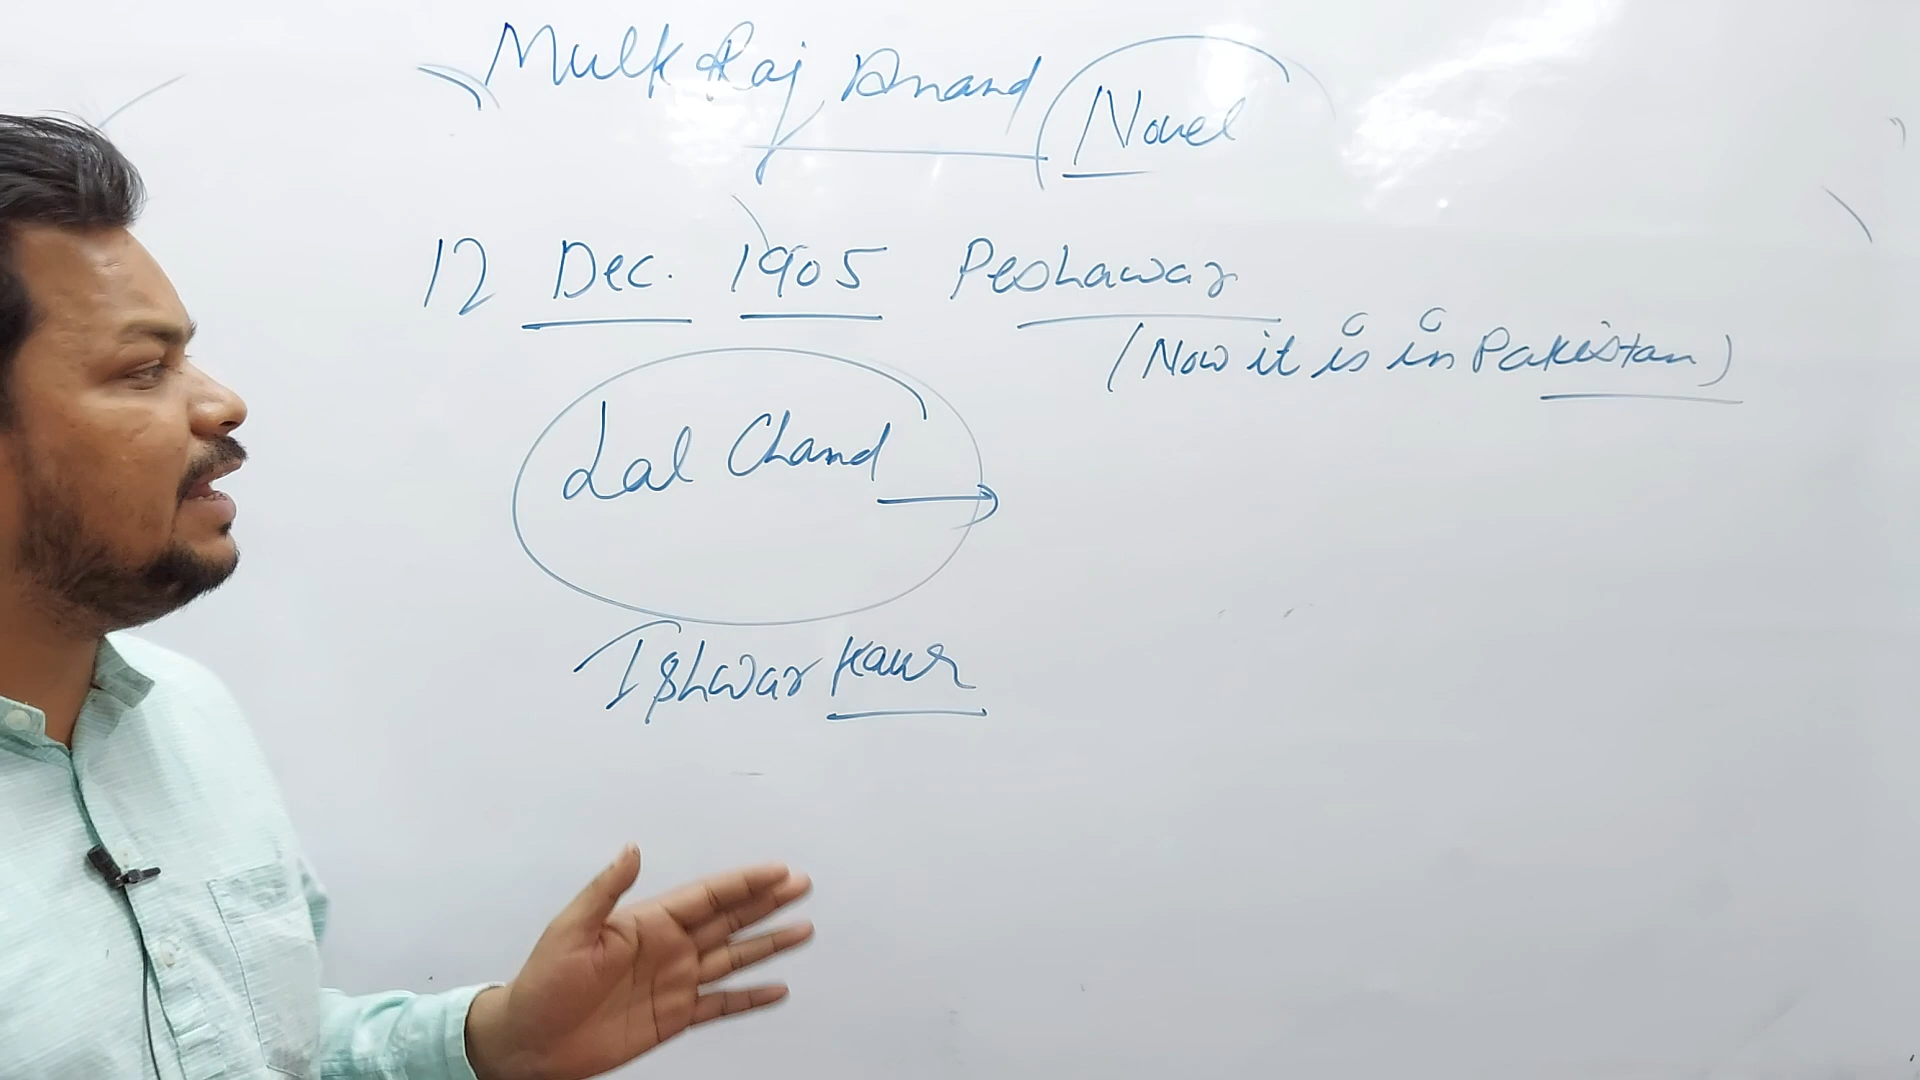 Mulk Raj Anand Novel
12 Dec. 1905 Peshawar
(Now it is in Pakistan)
Lal Chand
Ishwar Kaur